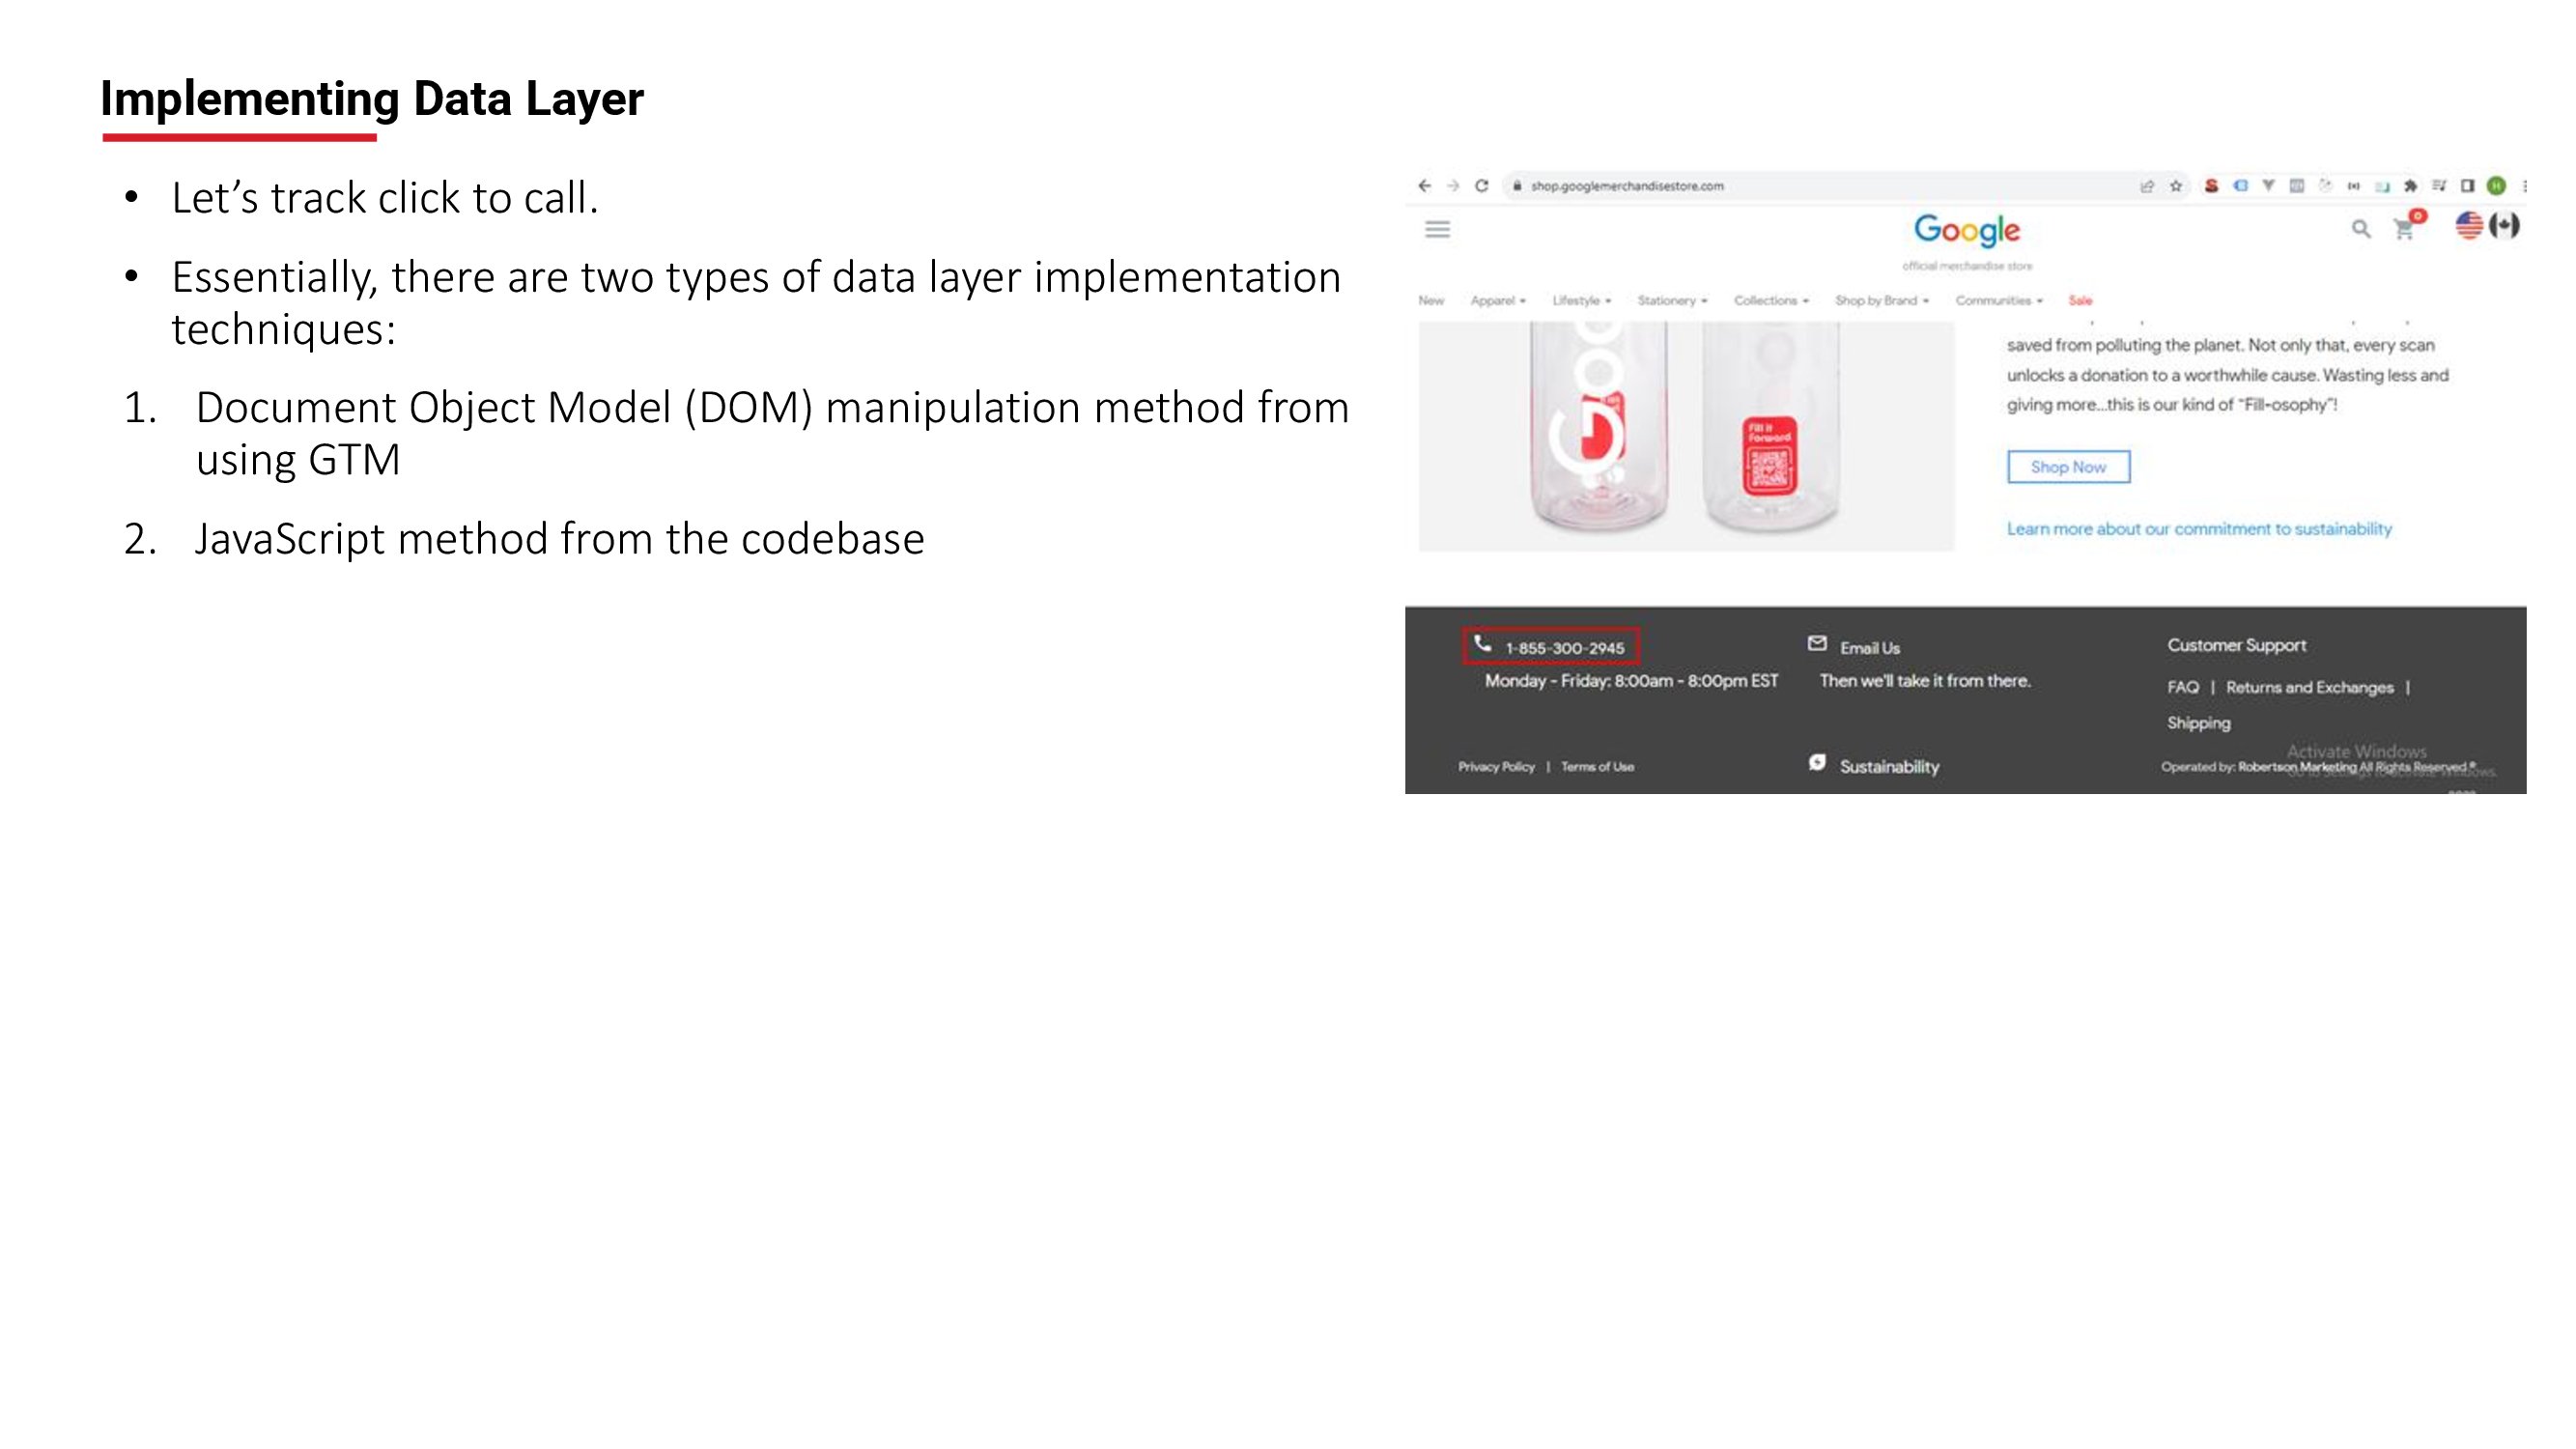 Implementing Data Layer
• Let’s track click to call.
• Essentially, there are two types of data layer implementation
techniques:
1. Document Object Model (DOM) manipulation method from
using GTM
2. JavaScript method from the codebase
shop.googlemerchandisestore.com
Google
0
official merchandise store
New Apparel Lifestyle Stationery Collections Shop by Brand Communities Sale
saved from polluting the planet. Not only that, every scan
unlocks a donation to a worthwhile cause. Wasting less and
giving more...this is our kind of “Fill-osophy”!
Fill it
Forward
Shop Now
Learn more about our commitment to sustainability
1-855-300-2945
Monday - Friday: 8:00am - 8:00pm EST
Email Us
Then we'll take it from there.
Customer Support
FAQ | Returns and Exchanges |
Shipping
Activate Windows
Privacy Policy | Terms of Use
Sustainability
Operated by: Robertson Marketing All Rights Reserved.®